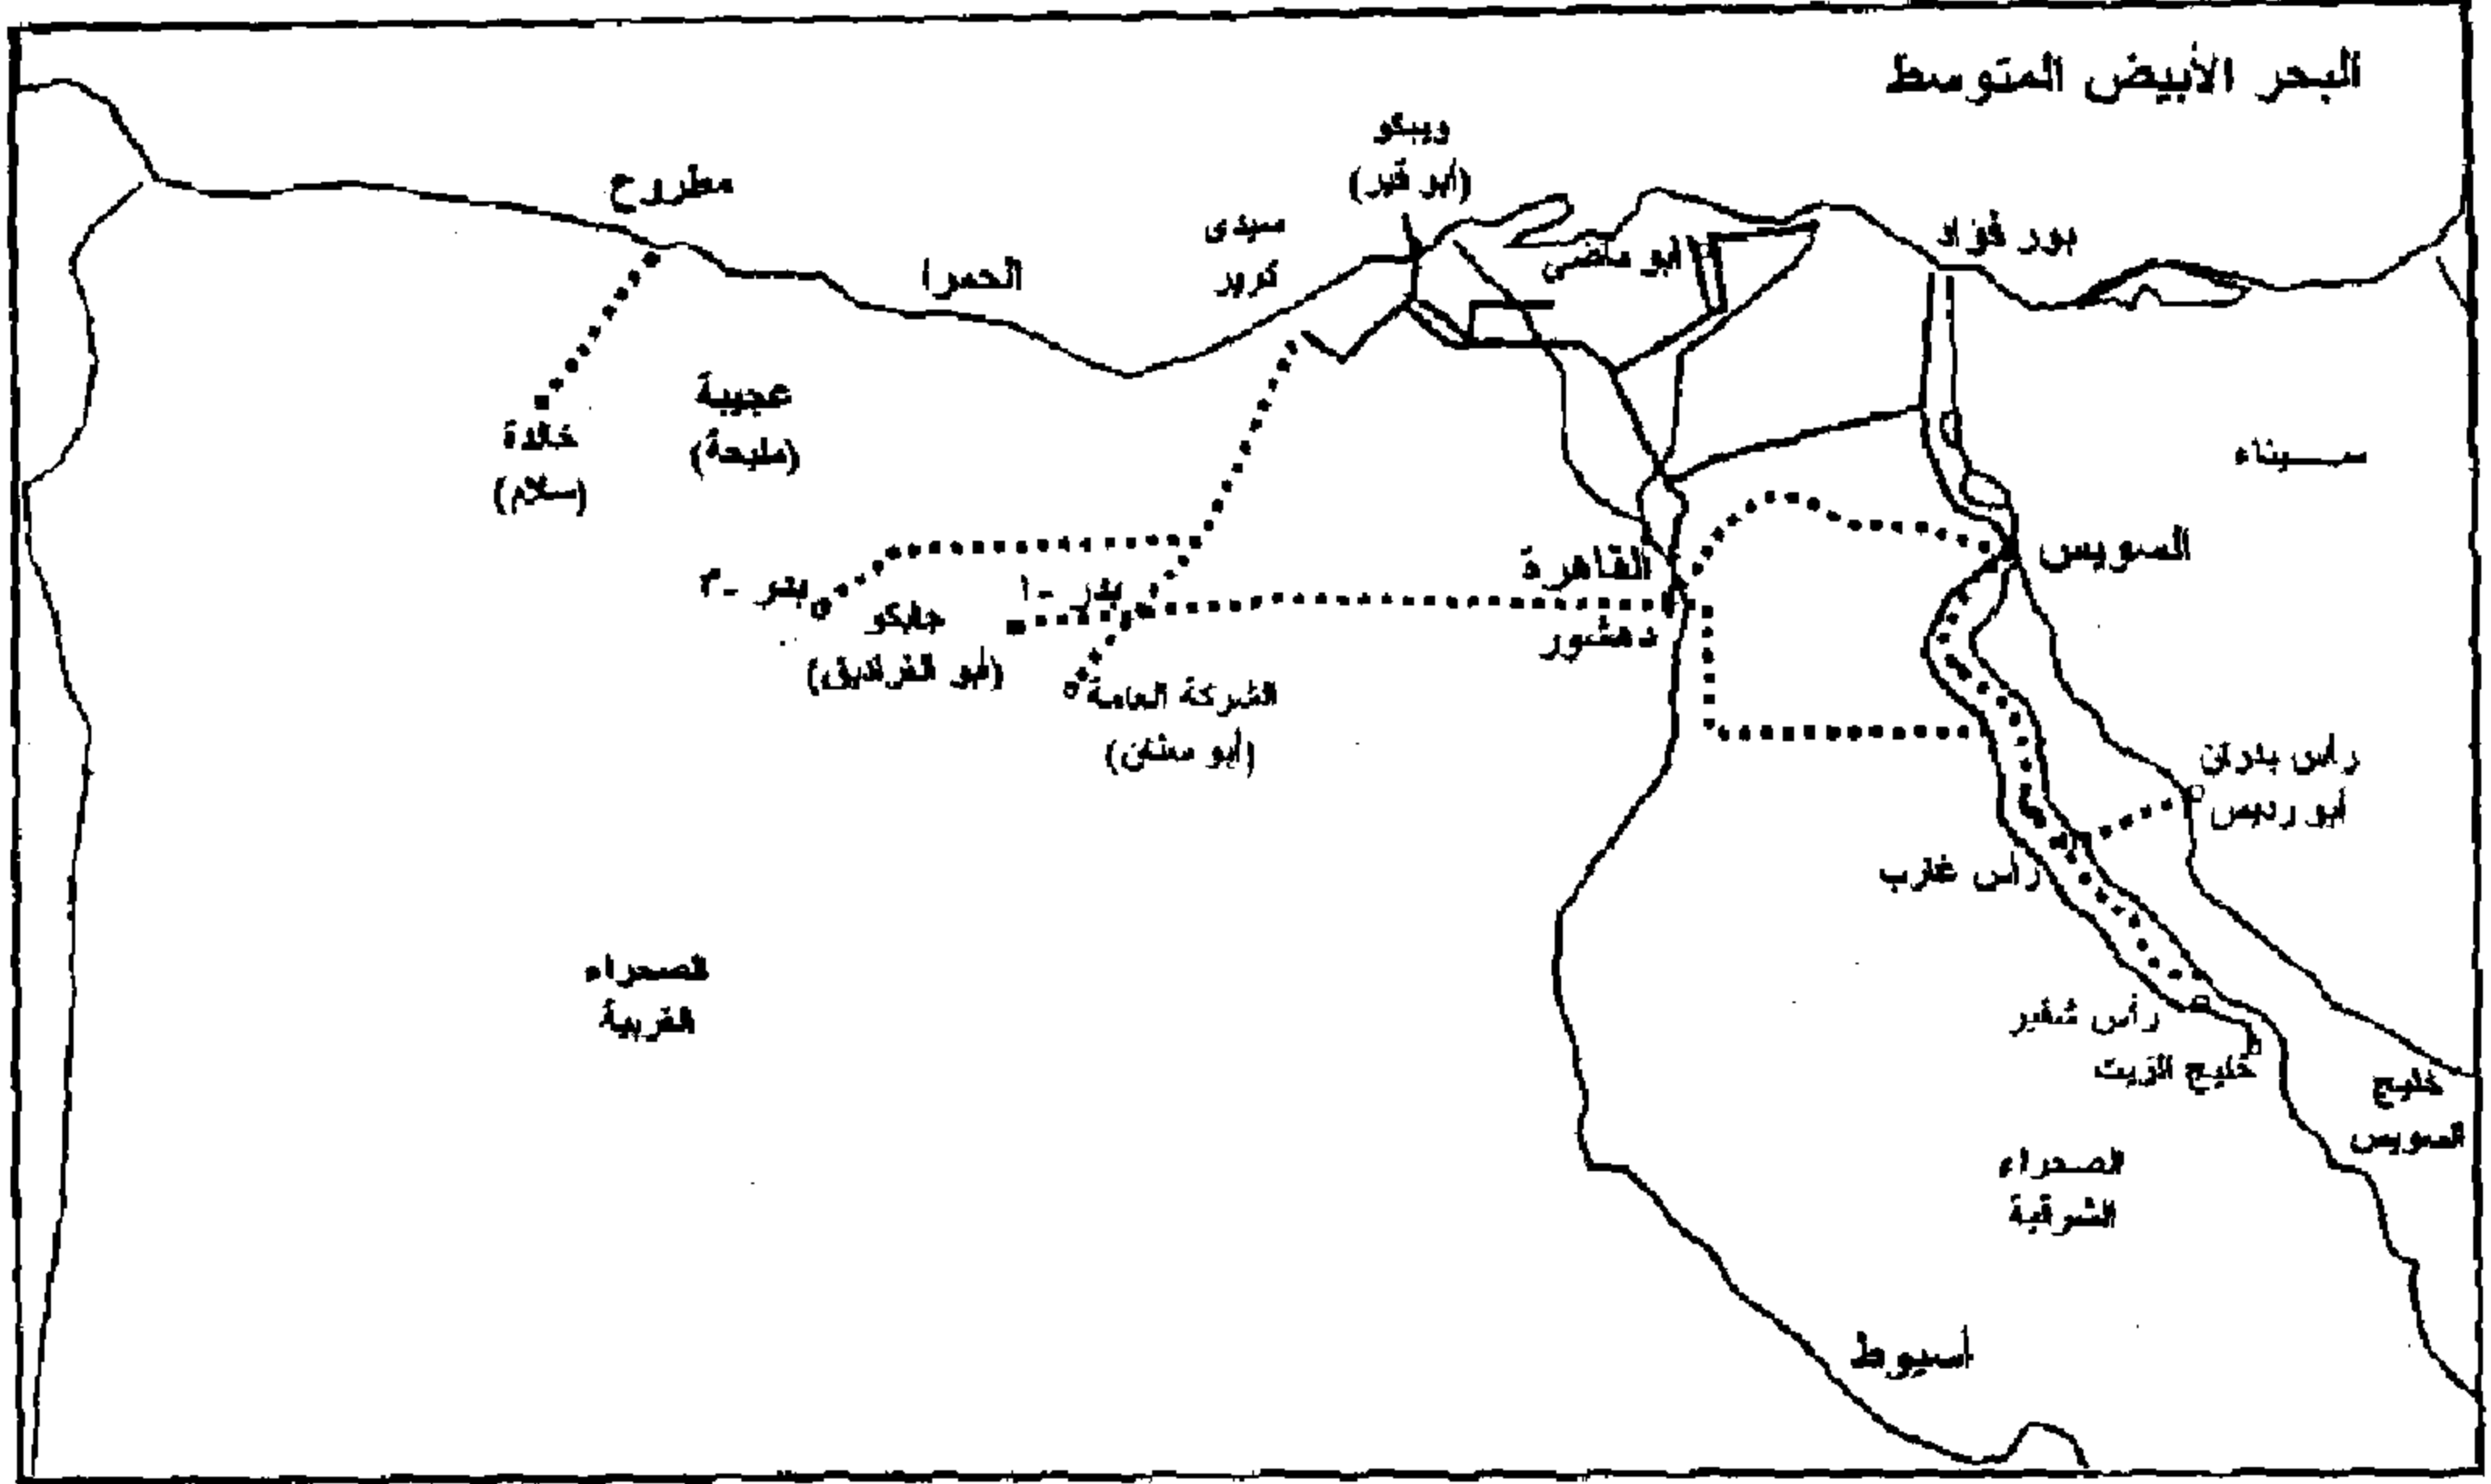 البحر الأبيض المتوسط
ويبكو
(أبو قير)
مطروح
سيدى
كرير
أبو ماضى
بور فؤاد
الحمرا
عجيبة
(مليحة)
خالدة
(سلام)
سيناء
السويس
القاهرة
دهشور
بدر - ١
بدر - ٣
جابكو
(أبو الغراديق)
الشركة العامة
(أبو سنان)
رأس بدران
أبو رديس
رأس غارب
الصحراء
الغربية
رأس شقير
خليج الزيت
خليج
السويس
الصحراء
الشرقية
أسيوط